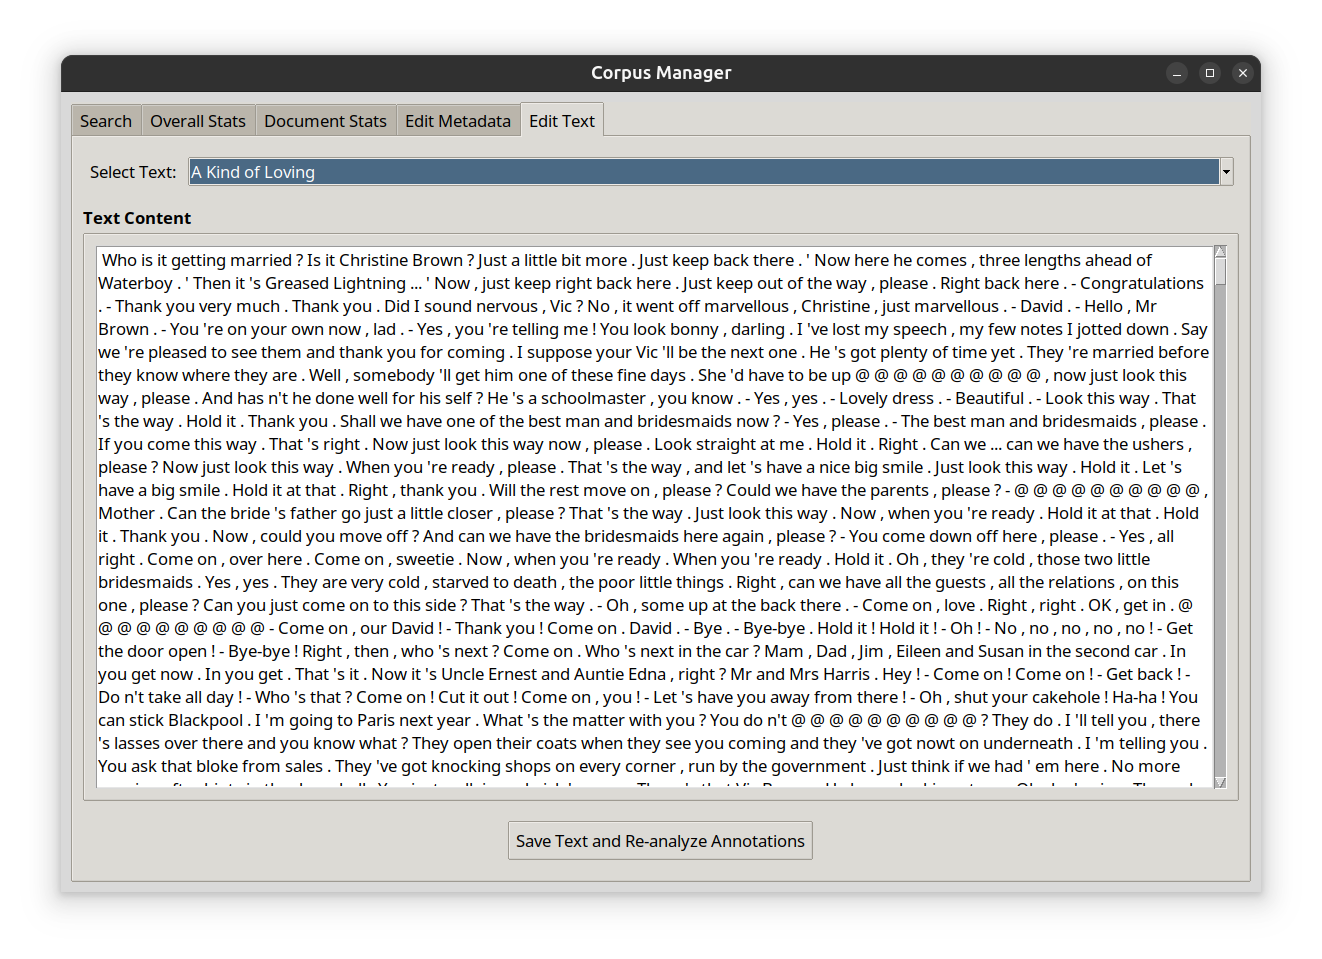 Corpus Manager
Search Overall Stats Document Stats Edit Metadata Edit Text
Select Text: A Kind of Loving
Text Content
Who is it getting married ? Is it Christine Brown ? Just a little bit more . Just keep back there . ' Now here he comes , three lengths ahead of
Waterboy . ' Then it 's Greased Lightning ... ' Now , just keep right back here . Just keep out of the way , please . Right back here . - Congratulations
. - Thank you very much . Thank you . Did I sound nervous , Vic ? No , it went off marvellous , Christine , just marvellous . - David . - Hello , Mr
Brown . - You 're on your own now , lad . - Yes , you 're telling me ! You look bonny , darling . I 've lost my speech , my few notes I jotted down . Say
we 're pleased to see them and thank you for coming . I suppose your Vic 'll be the next one . He 's got plenty of time yet . They 're married before
they know where they are . Well , somebody 'll get him one of these fine days . She 'd have to be up @ @ @ @ @ @ @ @ @ @ , now just look this
way , please . And has n't he done well for his self ? He 's a schoolmaster , you know . - Yes , yes . - Lovely dress . - Beautiful . - Look this way . That
's the way . Hold it . Thank you . Shall we have one of the best man and bridesmaids now ? - Yes , please . - The best man and bridesmaids , please .
If you come this way . That 's right . Now just look this way now , please . Look straight at me . Hold it . Right . Can we ... can we have the ushers ,
please ? Now just look this way . When you 're ready , please . That 's the way , and let 's have a nice big smile . Just look this way . Hold it . Let 's
have a big smile . Hold it at that . Right , thank you . Will the rest move on , please ? Could we have the parents , please ? - @ @ @ @ @ @ @ @ @ @ ,
Mother . Can the bride 's father go just a little closer , please ? That 's the way . Just look this way . Now , when you 're ready . Hold it at that . Hold
it . Thank you . Now , could you move off ? And can we have the bridesmaids here again , please ? - You come down off here , please . - Yes , all
right . Come on , over here . Come on , sweetie . Now , when you 're ready . When you 're ready . Hold it . Oh , they 're cold , those two little
bridesmaids . Yes , yes . They are very cold , starved to death , the poor little things . Right , can we have all the guests , all the relations , on this
one , please ? Can you just come on to this side ? That 's the way . - Oh , some up at the back there . - Come on , love . Right , right . OK , get in . @
@ @ @ @ @ @ @ @ @ - Come on , our David ! - Thank you ! Come on . David . - Bye . - Bye-bye . Hold it ! Hold it ! - Oh ! - No , no , no , no , no ! - Get
the door open ! - Bye-bye ! Right , then , who 's next ? Come on . Who 's next in the car ? Mam , Dad , Jim , Eileen and Susan in the second car . In
you get now . In you get . That 's it . Now it 's Uncle Ernest and Auntie Edna , right ? Mr and Mrs Harris . Hey ! - Come on ! Come on ! - Get back ! -
Do n't take all day ! - Who 's that ? Come on ! Cut it out ! Come on , you ! - Let 's have you away from there ! - Oh , shut your cakehole ! Ha-ha ! You
can stick Blackpool . I 'm going to Paris next year . What 's the matter with you ? You do n't @ @ @ @ @ @ @ @ @ @ ? They do . I 'll tell you , there
's lasses over there and you know what ? They open their coats when they see you coming and they 've got nowt on underneath . I 'm telling you .
You ask that bloke from sales . They 've got knocking shops on every corner , run by the government . Just think if we had ' em here . No more
Save Text and Re-analyze Annotations